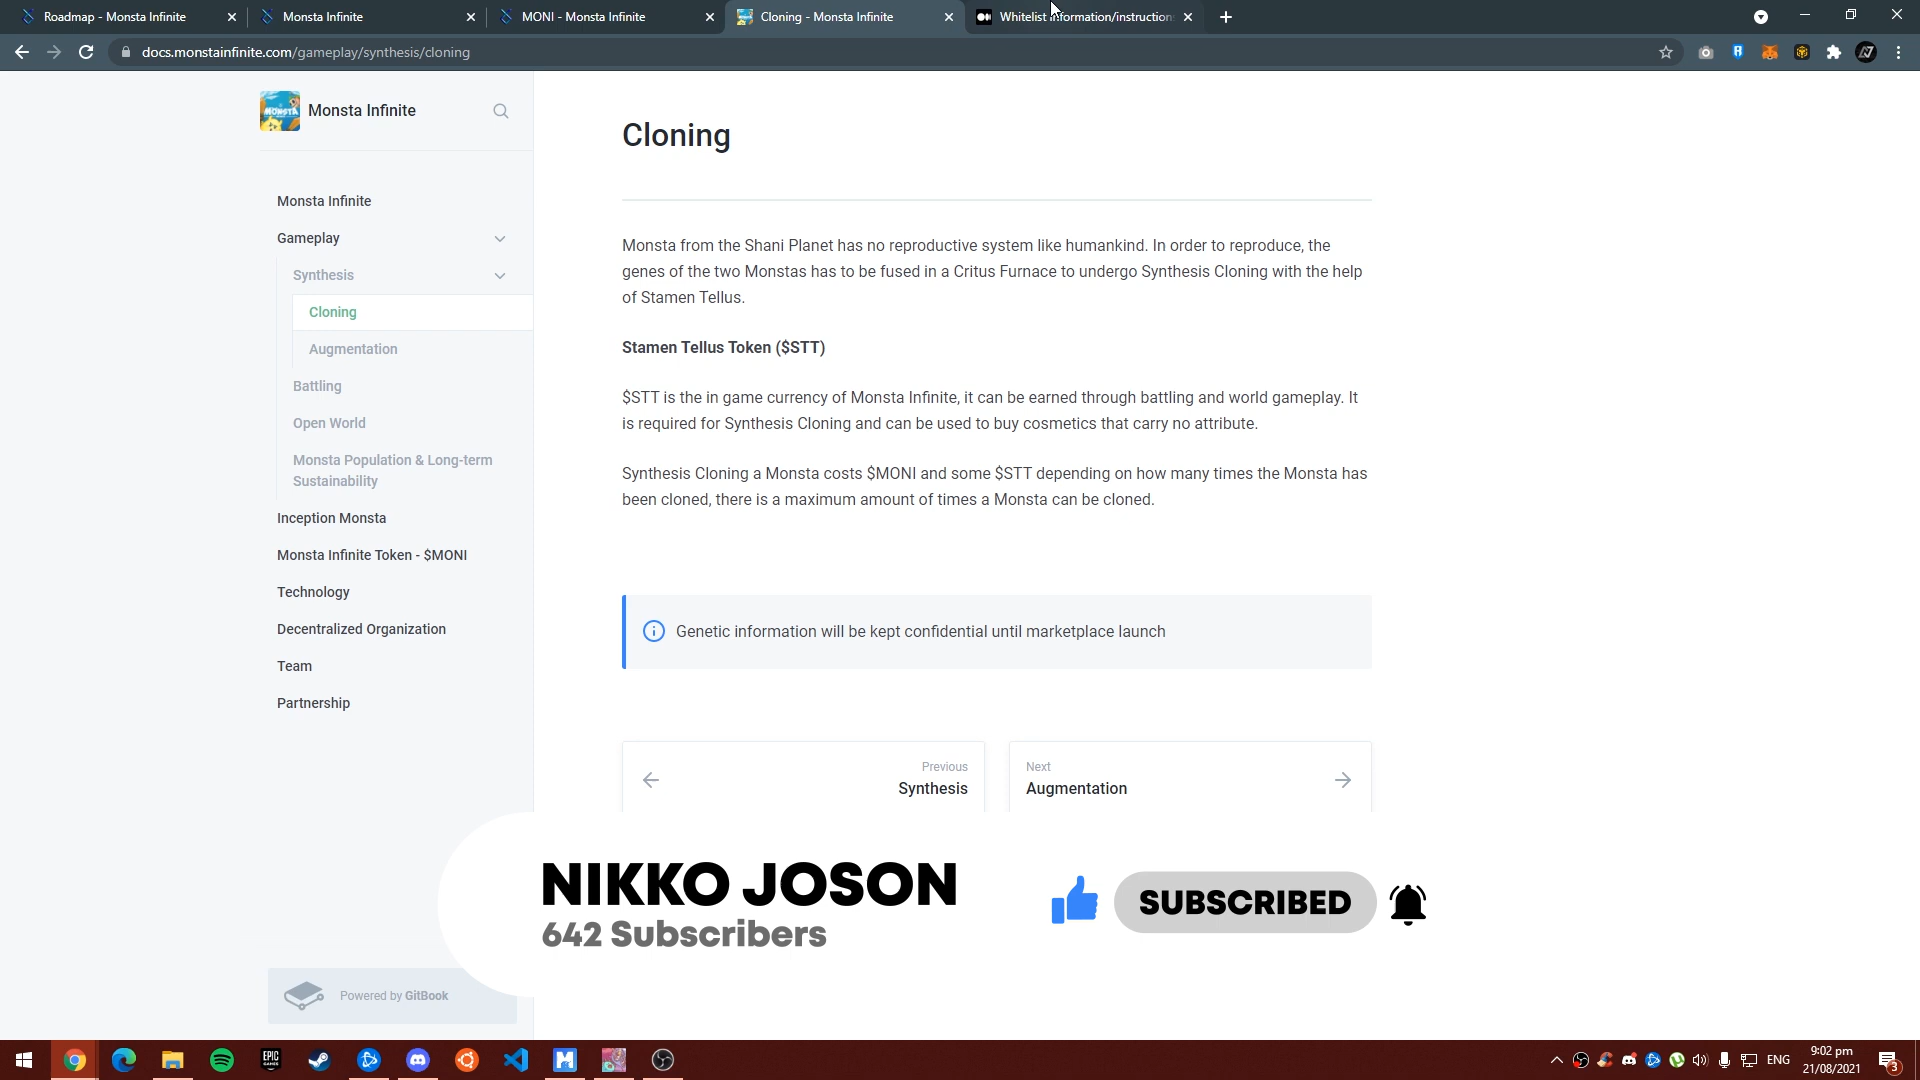 Roadmap - Monsta Infinite
Monsta Infinite
MONI - Monsta Infinite
Cloning - Monsta Infinite
Whitelist information/instruction
docs.monstainfinite.com/gameplay/synthesis/cloning
MONSTA
Monsta Infinite
Monsta Infinite
Gameplay
Synthesis
Cloning
Augmentation
Battling
Open World
Monsta Population & Long-term
Sustainability
Inception Monsta
Monsta Infinite Token - $MONI
Technology
Decentralized Organization
Team
Partnership
Powered by GitBook
Cloning
Monsta from the Shani Planet has no reproductive system like humankind. In order to reproduce, the
genes of the two Monstas has to be fused in a Critus Furnace to undergo Synthesis Cloning with the help
of Stamen Tellus.
Stamen Tellus Token ($STT)
$STT is the in game currency of Monsta Infinite, it can be earned through battling and world gameplay. It
is required for Synthesis Cloning and can be used to buy cosmetics that carry no attribute.
Synthesis Cloning a Monsta costs $MONI and some $STT depending on how many times the Monsta has
been cloned, there is a maximum amount of times a Monsta can be cloned.
Genetic information will be kept confidential until marketplace launch
Previous
Synthesis
Next
Augmentation
NIKKO JOSON
642 Subscribers
SUBSCRIBED
EPIC
GAMES
ENG
9:02 pm
21/08/2021
3